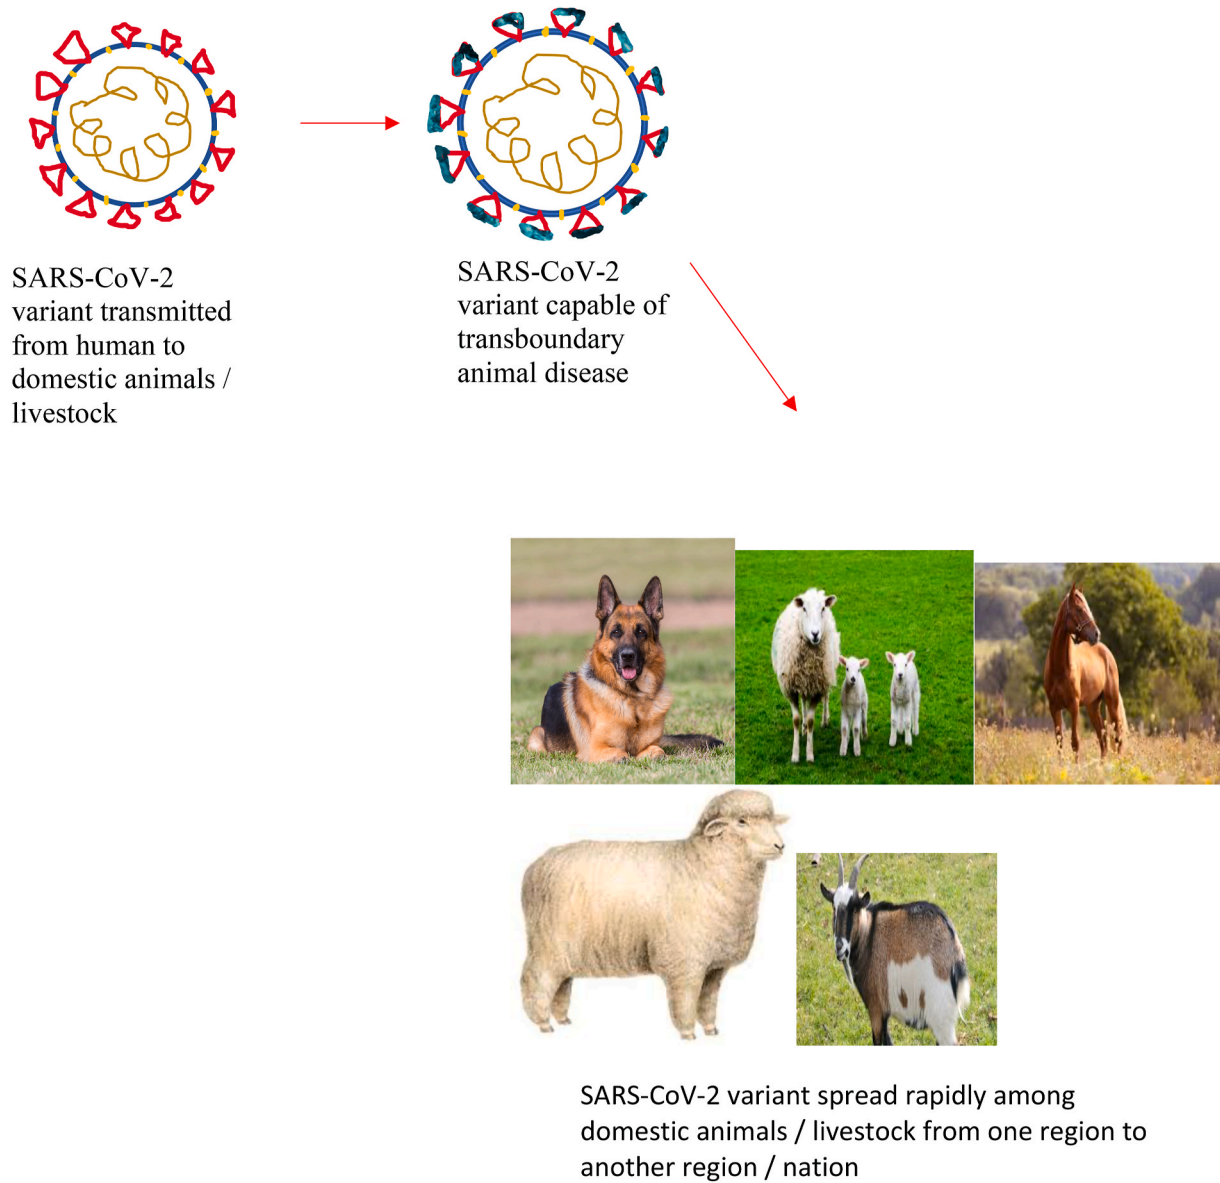 SARS-CoV-2
variant transmitted
from human to
domestic animals /
livestock
SARS-CoV-2
variant capable of
transboundary
animal disease
SARS-CoV-2 variant spread rapidly among
domestic animals / livestock from one region to
another region / nation